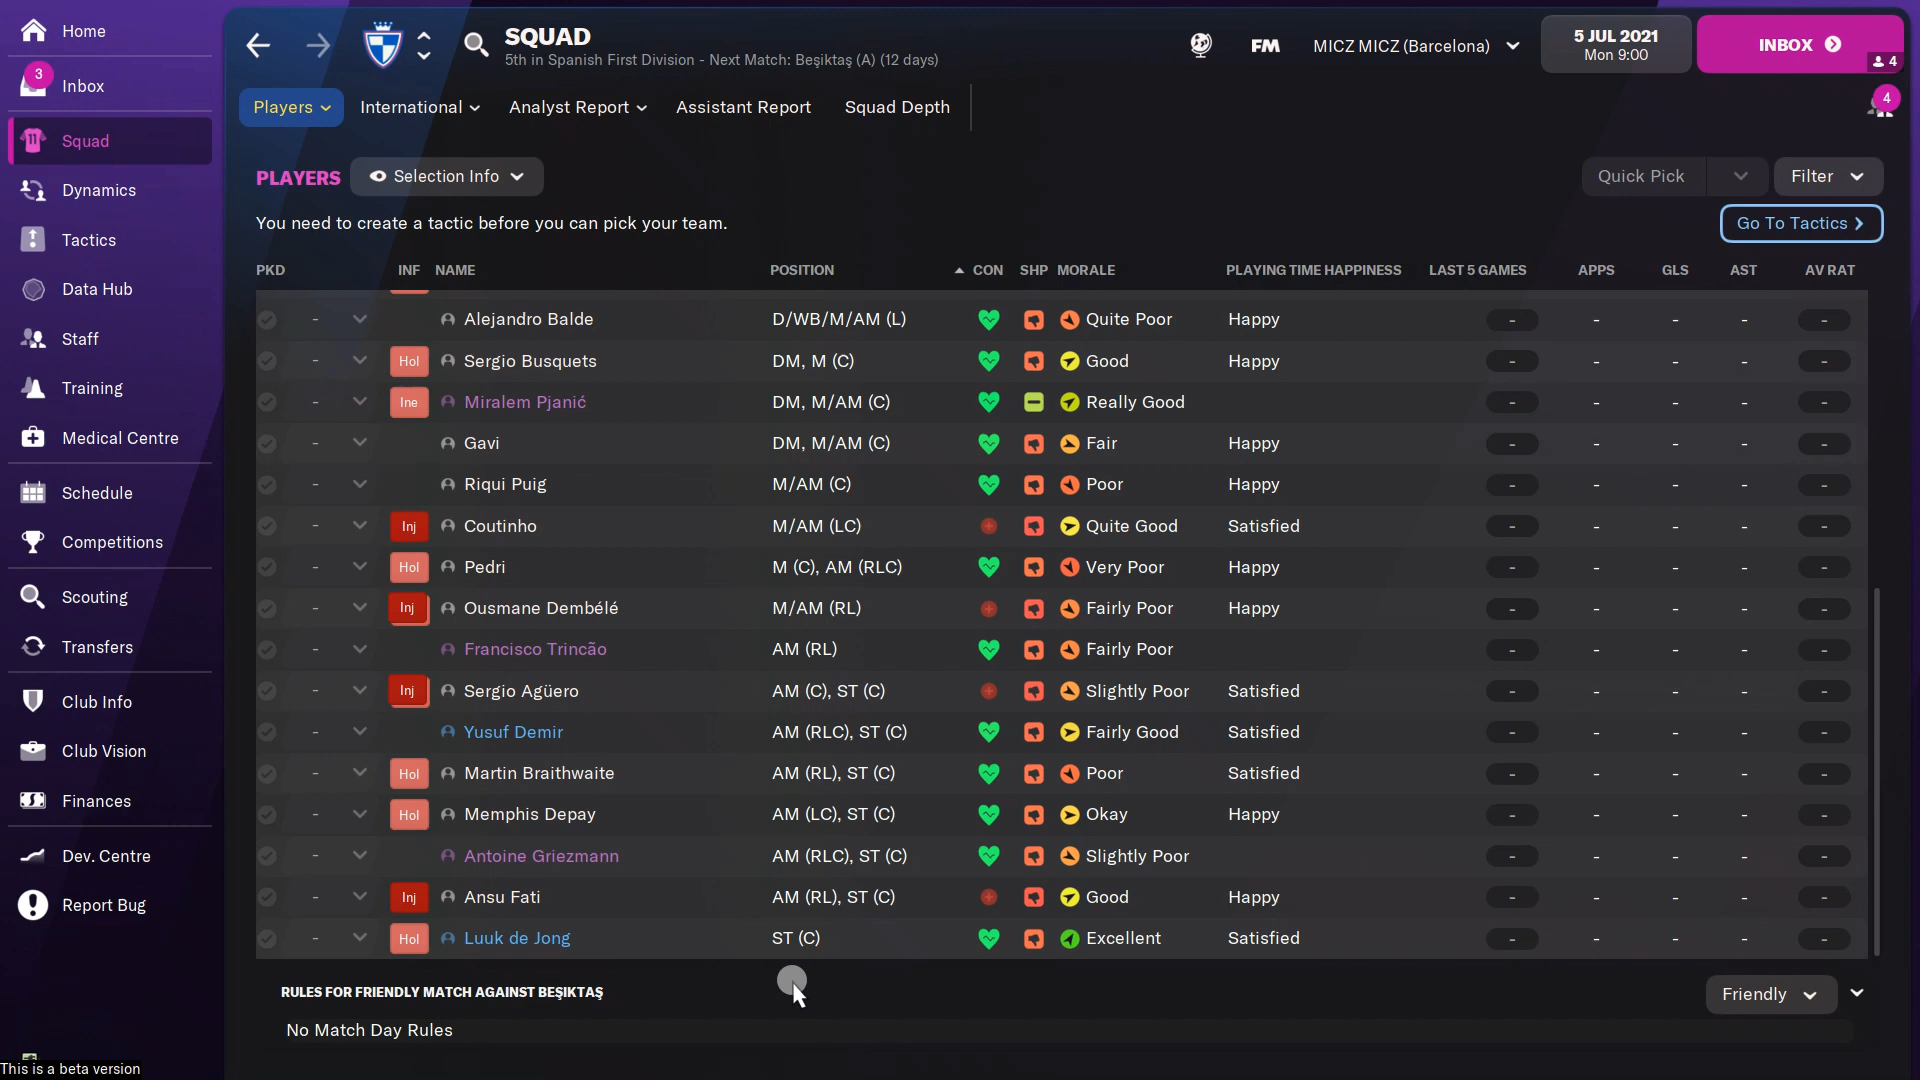 Home
3
Inbox
Squad
Dynamics
Tactics
Data Hub
Staff
Training
Medical Centre
Schedule
Competitions
Scouting
Transfers
Club Info
Club Vision
Finances
Dev. Centre
Report Bug
This is a beta version
SQUAD
5th in Spanish First Division - Next Match: Beşiktaş (A) (12 days)
FM
MICZ MICZ (Barcelona)
5 JUL 2021
Mon 9:00
INBOX
4
Players
International
Analyst Report
Assistant Report
Squad Depth
4
PLAYERS
Selection Info
Quick Pick
Filter
You need to create a tactic before you can pick your team.
Go To Tactics
PKD INF NAME POSITION CON SHP MORALE PLAYING TIME HAPPINESS LAST 5 GAMES APPS GLS AST AV RAT
- Alejandro Balde D/WB/M/AM (L) Quite Poor Happy - - - - -
- Hol Sergio Busquets DM, M (C) Good Happy - - - - -
- Ine Miralem Pjanić DM, M/AM (C) Really Good - - - - -
- Gavi DM, M/AM (C) Fair Happy - - - - -
- Riqui Puig M/AM (C) Poor Happy - - - - -
- Inj Coutinho M/AM (LC) Quite Good Satisfied - - - - -
- Hol Pedri M (C), AM (RLC) Very Poor Happy - - - - -
- Inj Ousmane Dembélé M/AM (RL) Fairly Poor Happy - - - - -
- Francisco Trincão AM (RL) Fairly Poor - - - - -
- Inj Sergio Agüero AM (C), ST (C) Slightly Poor Satisfied - - - - -
- Yusuf Demir AM (RLC), ST (C) Fairly Good Satisfied - - - - -
- Hol Martin Braithwaite AM (RL), ST (C) Poor Satisfied - - - - -
- Hol Memphis Depay AM (LC), ST (C) Okay Happy - - - - -
- Antoine Griezmann AM (RLC), ST (C) Slightly Poor - - - - -
- Inj Ansu Fati AM (RL), ST (C) Good Happy - - - - -
- Hol Luuk de Jong ST (C) Excellent Satisfied - - - - -
RULES FOR FRIENDLY MATCH AGAINST BEŞIKTAŞ
Friendly
No Match Day Rules